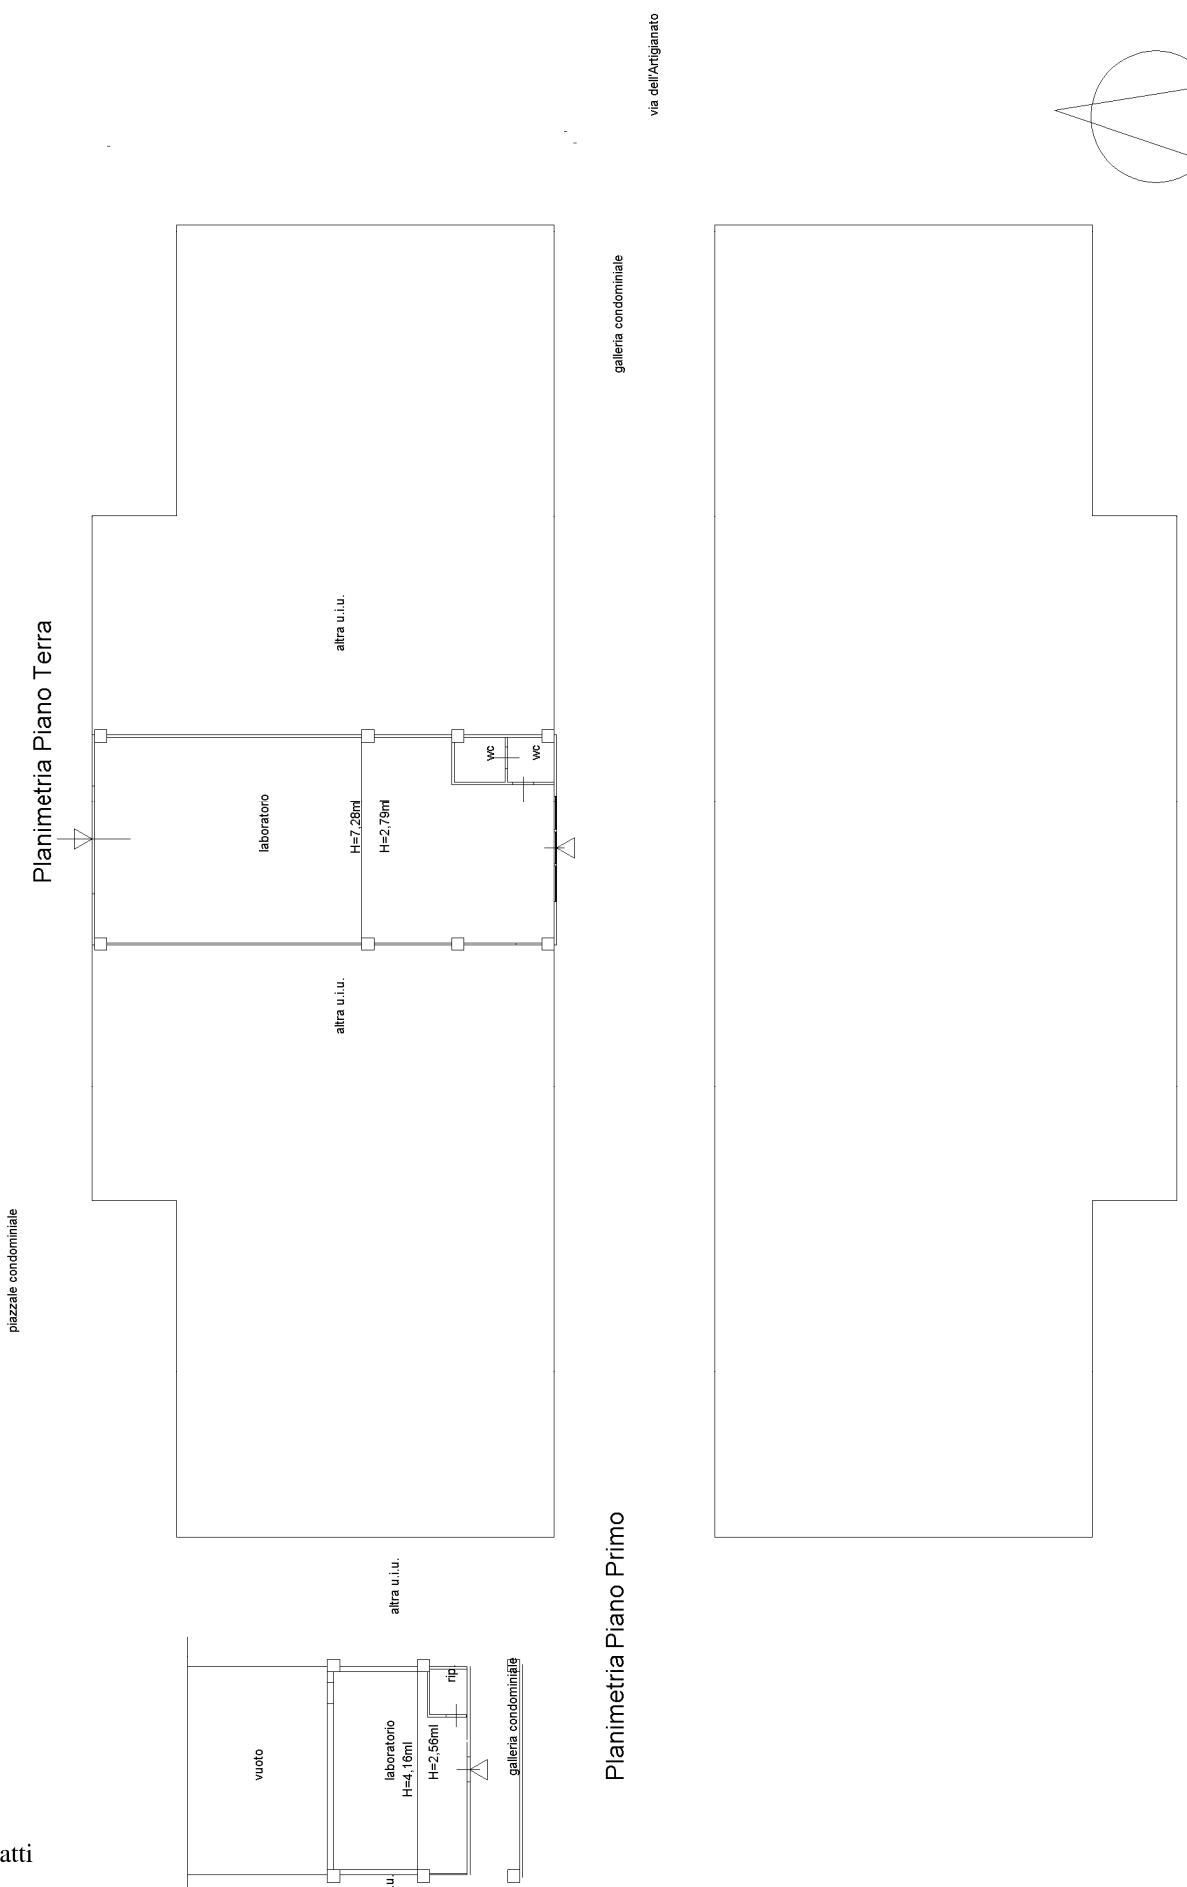 via dell'Artigianato
galleria condominiale
Planimetria Piano Terra
altra u.i.u.
wc
wc
laboratorio
H=7,28ml
H=2,79ml
altra u.i.u.
piazzale condominiale
Planimetria Piano Primo
altra u.i.u.
rip.
galleria condominiale
vuoto
laboratorio
H=4,16ml
H=2,56ml
atti
u.